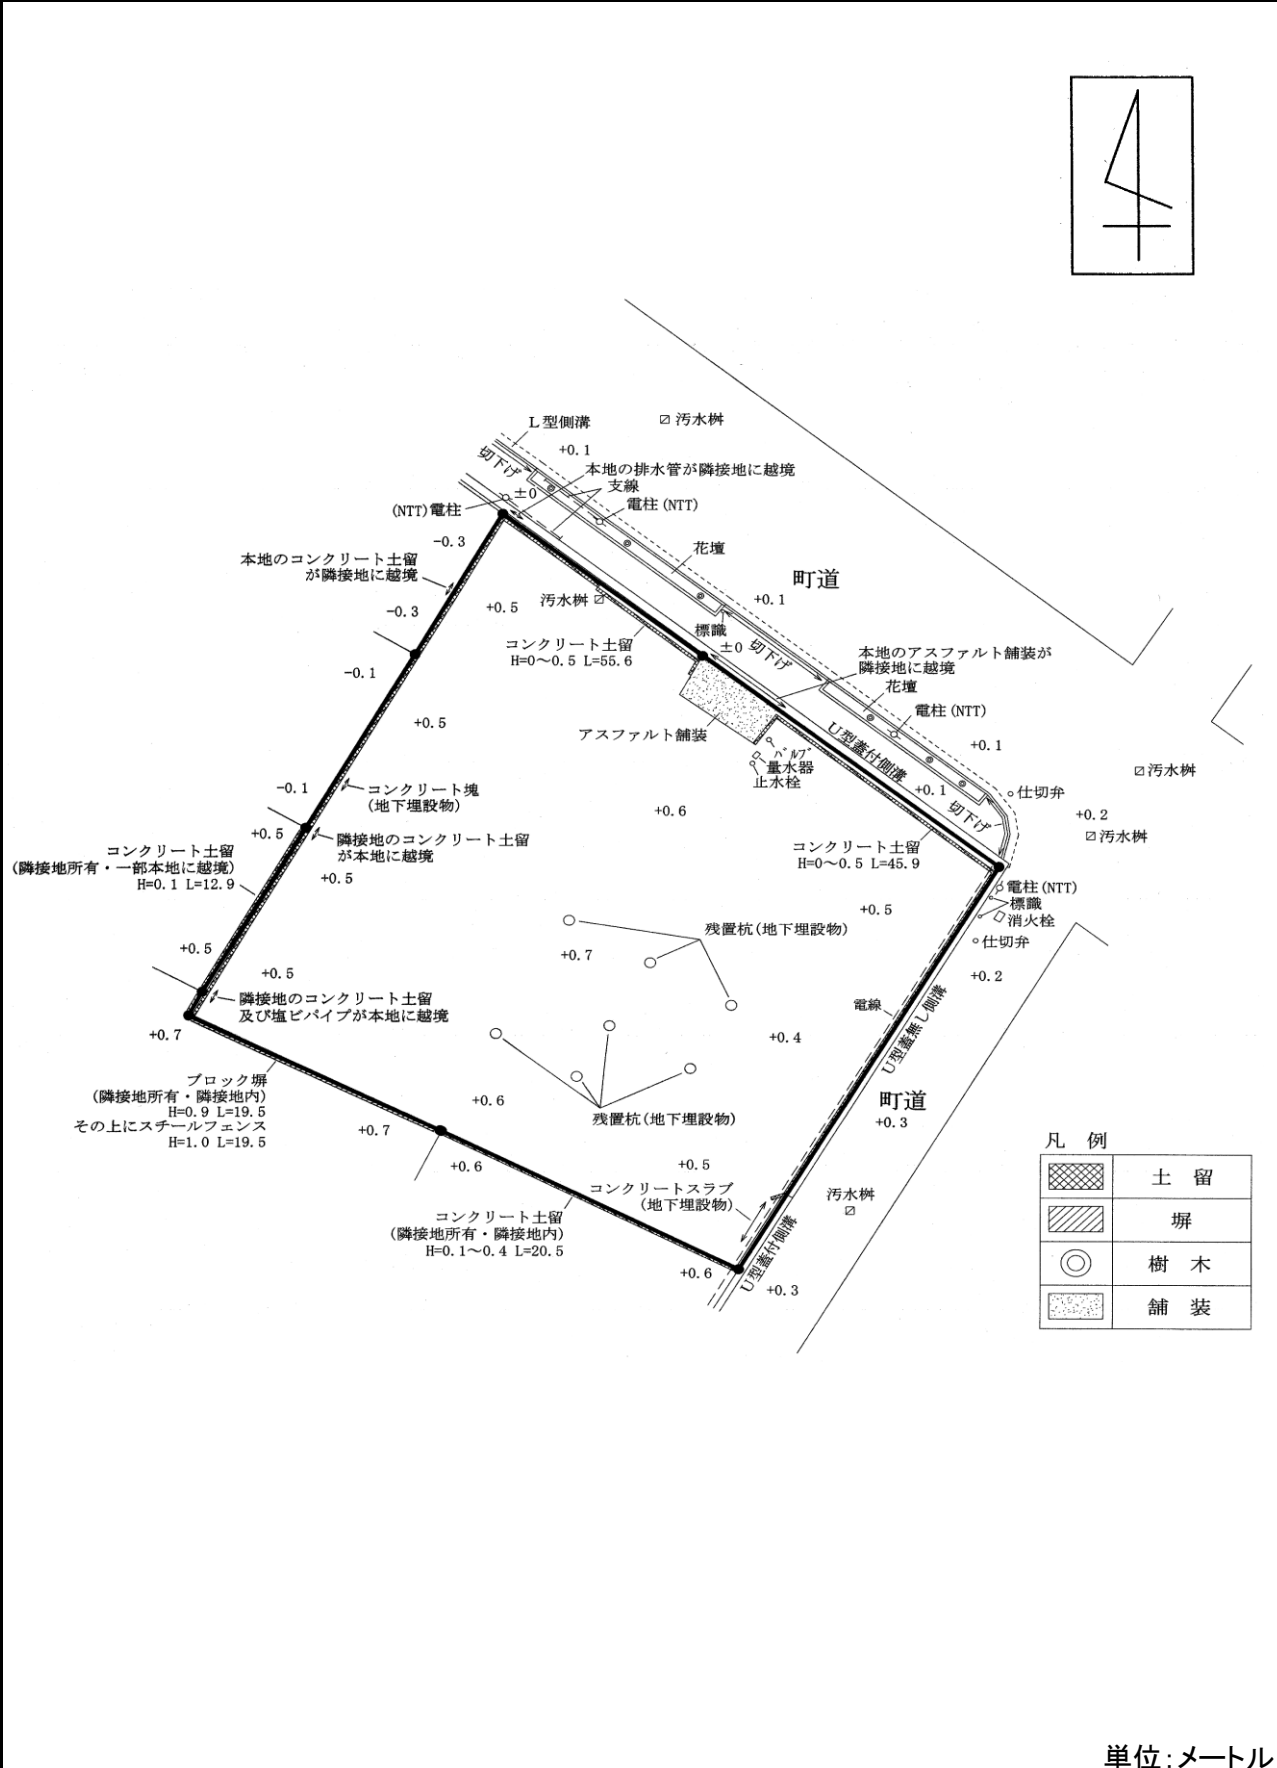 L型側溝
汚水桝
+0.1
切下げ
本地の排水管が隣接地に越境
支線
±0
(NTT)電柱
電柱(NTT)
-0.3
花壇
本地のコンクリート土留
が隣接地に越境
町道
-0.3
+0.5
汚水桝
+0.1
標識
コンクリート土留
H=0~0.5 L=55.6
±0
切下げ
本地のアスファルト舗装が
隣接地に越境
-0.1
花壇
電柱(NTT)
+0.5
アスファルト舗装
U型蓋付側溝
+0.1
バルブ
量水器
止水栓
汚水桝
-0.1
コンクリート塊
(地下埋設物)
+0.1
仕切弁
+0.6
切下げ
+0.2
汚水桝
+0.5
隣接地のコンクリート土留
が本地に越境
コンクリート土留
(隣接地所有・一部本地に越境)
H=0.1 L=12.9
コンクリート土留
H=0~0.5 L=45.9
+0.5
電柱(NTT)
標識
消火栓
+0.5
残置杭(地下埋設物)
仕切弁
+0.5
+0.7
+0.5
+0.2
隣接地のコンクリート土留
及び塩ビパイプが本地に越境
電線
+0.7
+0.4
U型蓋無し側溝
ブロック塀
(隣接地所有・隣接地内)
H=0.9 L=19.5
その上にスチールフェンス
H=1.0 L=19.5
+0.6
町道
残置杭(地下埋設物)
+0.3
+0.7
+0.6
+0.5
コンクリートスラブ
(地下埋設物)
汚水桝
コンクリート土留
(隣接地所有・隣接地内)
H=0.1~0.4 L=20.5
U型蓋付側溝
+0.6
+0.3
凡 例
土 留
塀
樹 木
舗 装
単位:メートル